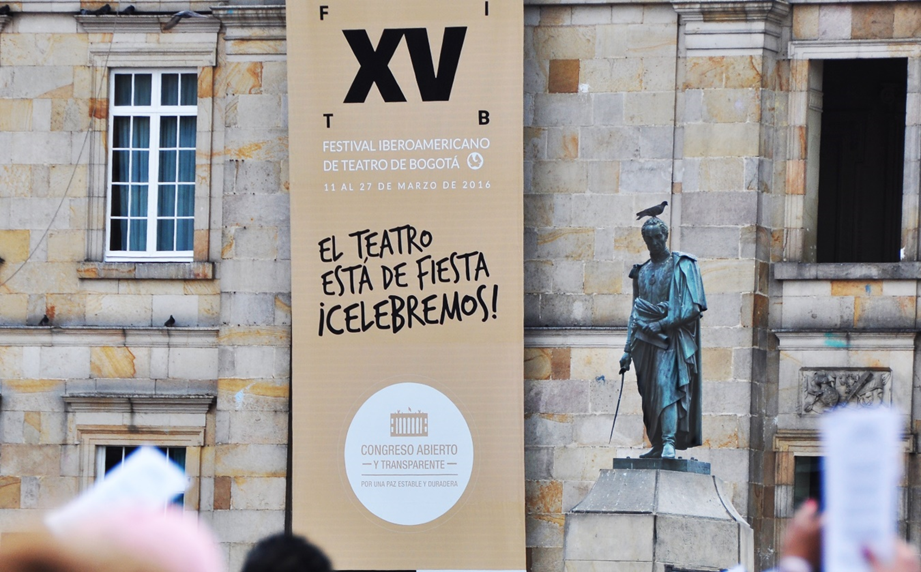 F I
XV
T B
FESTIVAL IBEROAMERICANO
DE TEATRO DE BOGOTÁ
11 AL 27 DE MARZO DE 2016
EL TEATRO
ESTÁ DE FIESTA
¡CELEBREMOS!
CONGRESO ABIERTO
—Y TRANSPARENTE—
POR UNA PAZ ESTABLE Y DURADERA